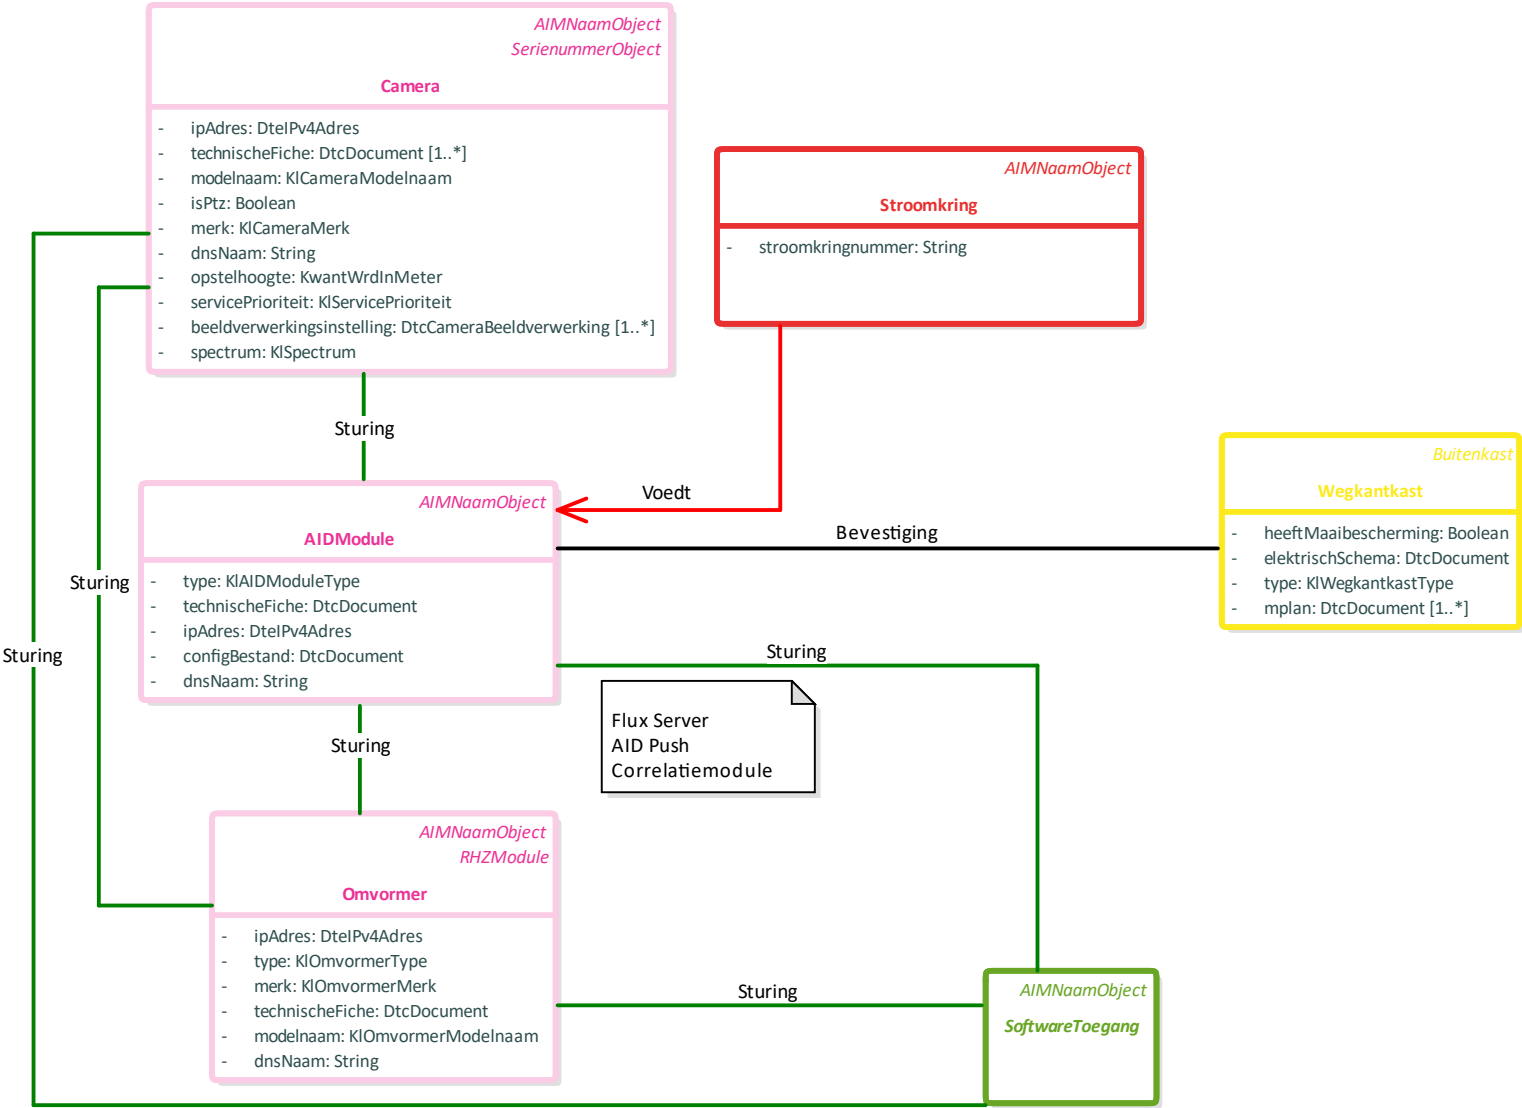 AIMNaamObject
SerienummerObject
Camera
- ipAdres: DteIPv4Adres
- technischeFiche: DtcDocument [1..*]
- modelnaam: KlCameraModelnaam
- isPtz: Boolean
- merk: KlCameraMerk
- dnsNaam: String
- opstelhoogte: KwantWrdInMeter
- servicePrioriteit: KlServicePrioriteit
- beeldverwerkingsinstelling: DtcCameraBeeldverwerking [1..*]
- spectrum: KlSpectrum
AIMNaamObject
Stroomkring
- stroomkringnummer: String
Sturing
Voedt
Bevestiging
Buitenkast
Wegkantkast
- heeftMaaibescherming: Boolean
- elektrischSchema: DtcDocument
- type: KlWegkantkastType
- mplan: DtcDocument [1..*]
AIMNaamObject
AIDModule
- type: KlAIDModuleType
- technischeFiche: DtcDocument
- ipAdres: DteIPv4Adres
- configBestand: DtcDocument
- dnsNaam: String
Sturing
Sturing
Sturing
Flux Server
AID Push
Correlatiemodule
Sturing
AIMNaamObject
RHZModule
Omvormer
- ipAdres: DteIPv4Adres
- type: KlOmvormerType
- merk: KlOmvormerMerk
- technischeFiche: DtcDocument
- modelnaam: KlOmvormerModelnaam
- dnsNaam: String
Sturing
AIMNaamObject
SoftwareToegang